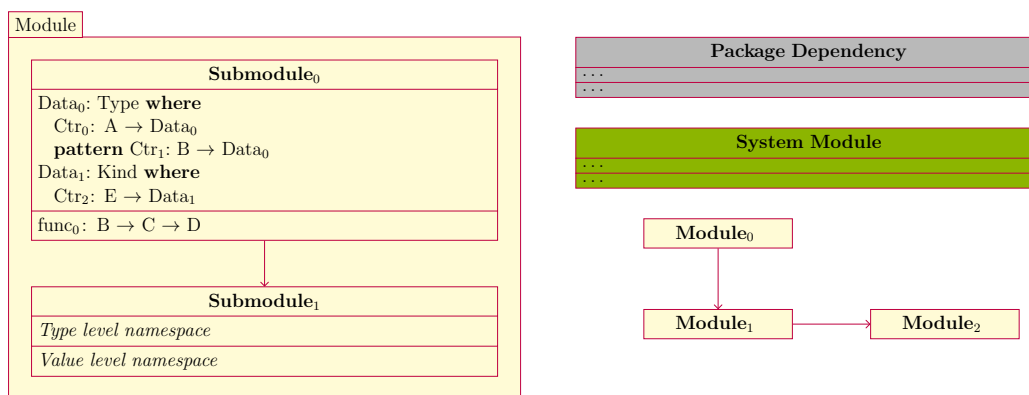 Module
Submodule₀
Data₀: Type where
Ctr₀: A → Data₀
pattern Ctr₁: B → Data₀
Data₁: Kind where
Ctr₂: E → Data₁
func₀: B → C → D
Submodule₁
Type level namespace
Value level namespace
Package Dependency
. . .
. . .
System Module
. . .
. . .
Module₀
Module₁
Module₂